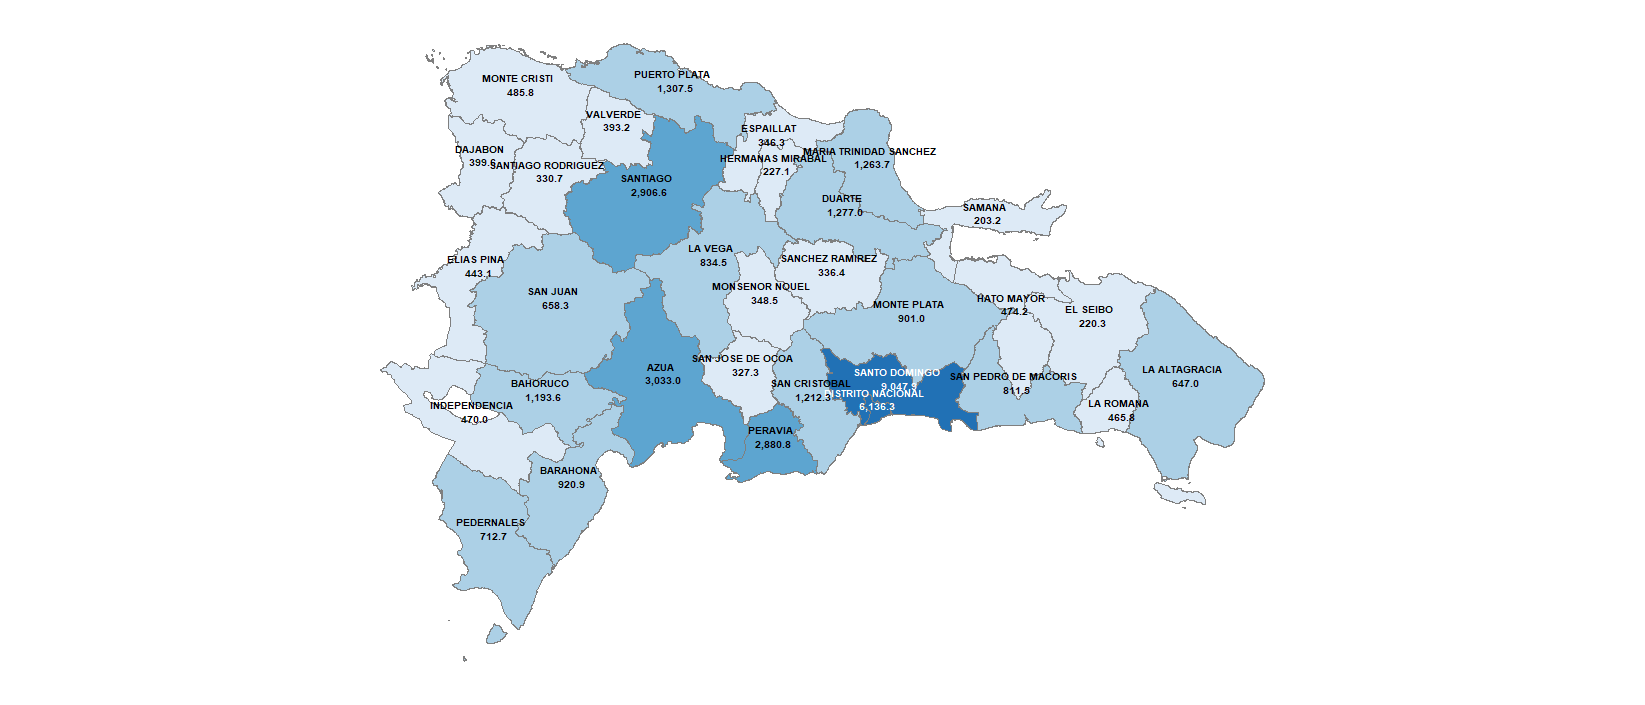 PUERTO PLATA
1,307.5
MONTE CRISTI
485.8
VALVERDE
393.2
ESPAILLAT
346.3
DAJABON
399.6
MARIA TRINIDAD SANCHEZ
1,263.7
HERMANAS MIRABAL
227.1
SANTIAGO RODRIGUEZ
330.7
SANTIAGO
2,906.6
DUARTE
1,277.0
SAMANA
203.2
LA VEGA
834.5
ELIAS PINA
443.1
SANCHEZ RAMIREZ
336.4
MONSENOR NOUEL
348.5
SAN JUAN
658.3
HATO MAYOR
474.2
MONTE PLATA
901.0
EL SEIBO
220.3
SAN JOSE DE OCOA
327.3
AZUA
3,033.0
LA ALTAGRACIA
647.0
SANTO DOMINGO
9,047.9
SAN PEDRO DE MACORIS
811.5
BAHORUCO
1,193.6
SAN CRISTOBAL
1,212.3
DISTRITO NACIONAL
6,136.3
LA ROMANA
465.8
INDEPENDENCIA
470.0
PERAVIA
2,880.8
BARAHONA
920.9
PEDERNALES
712.7